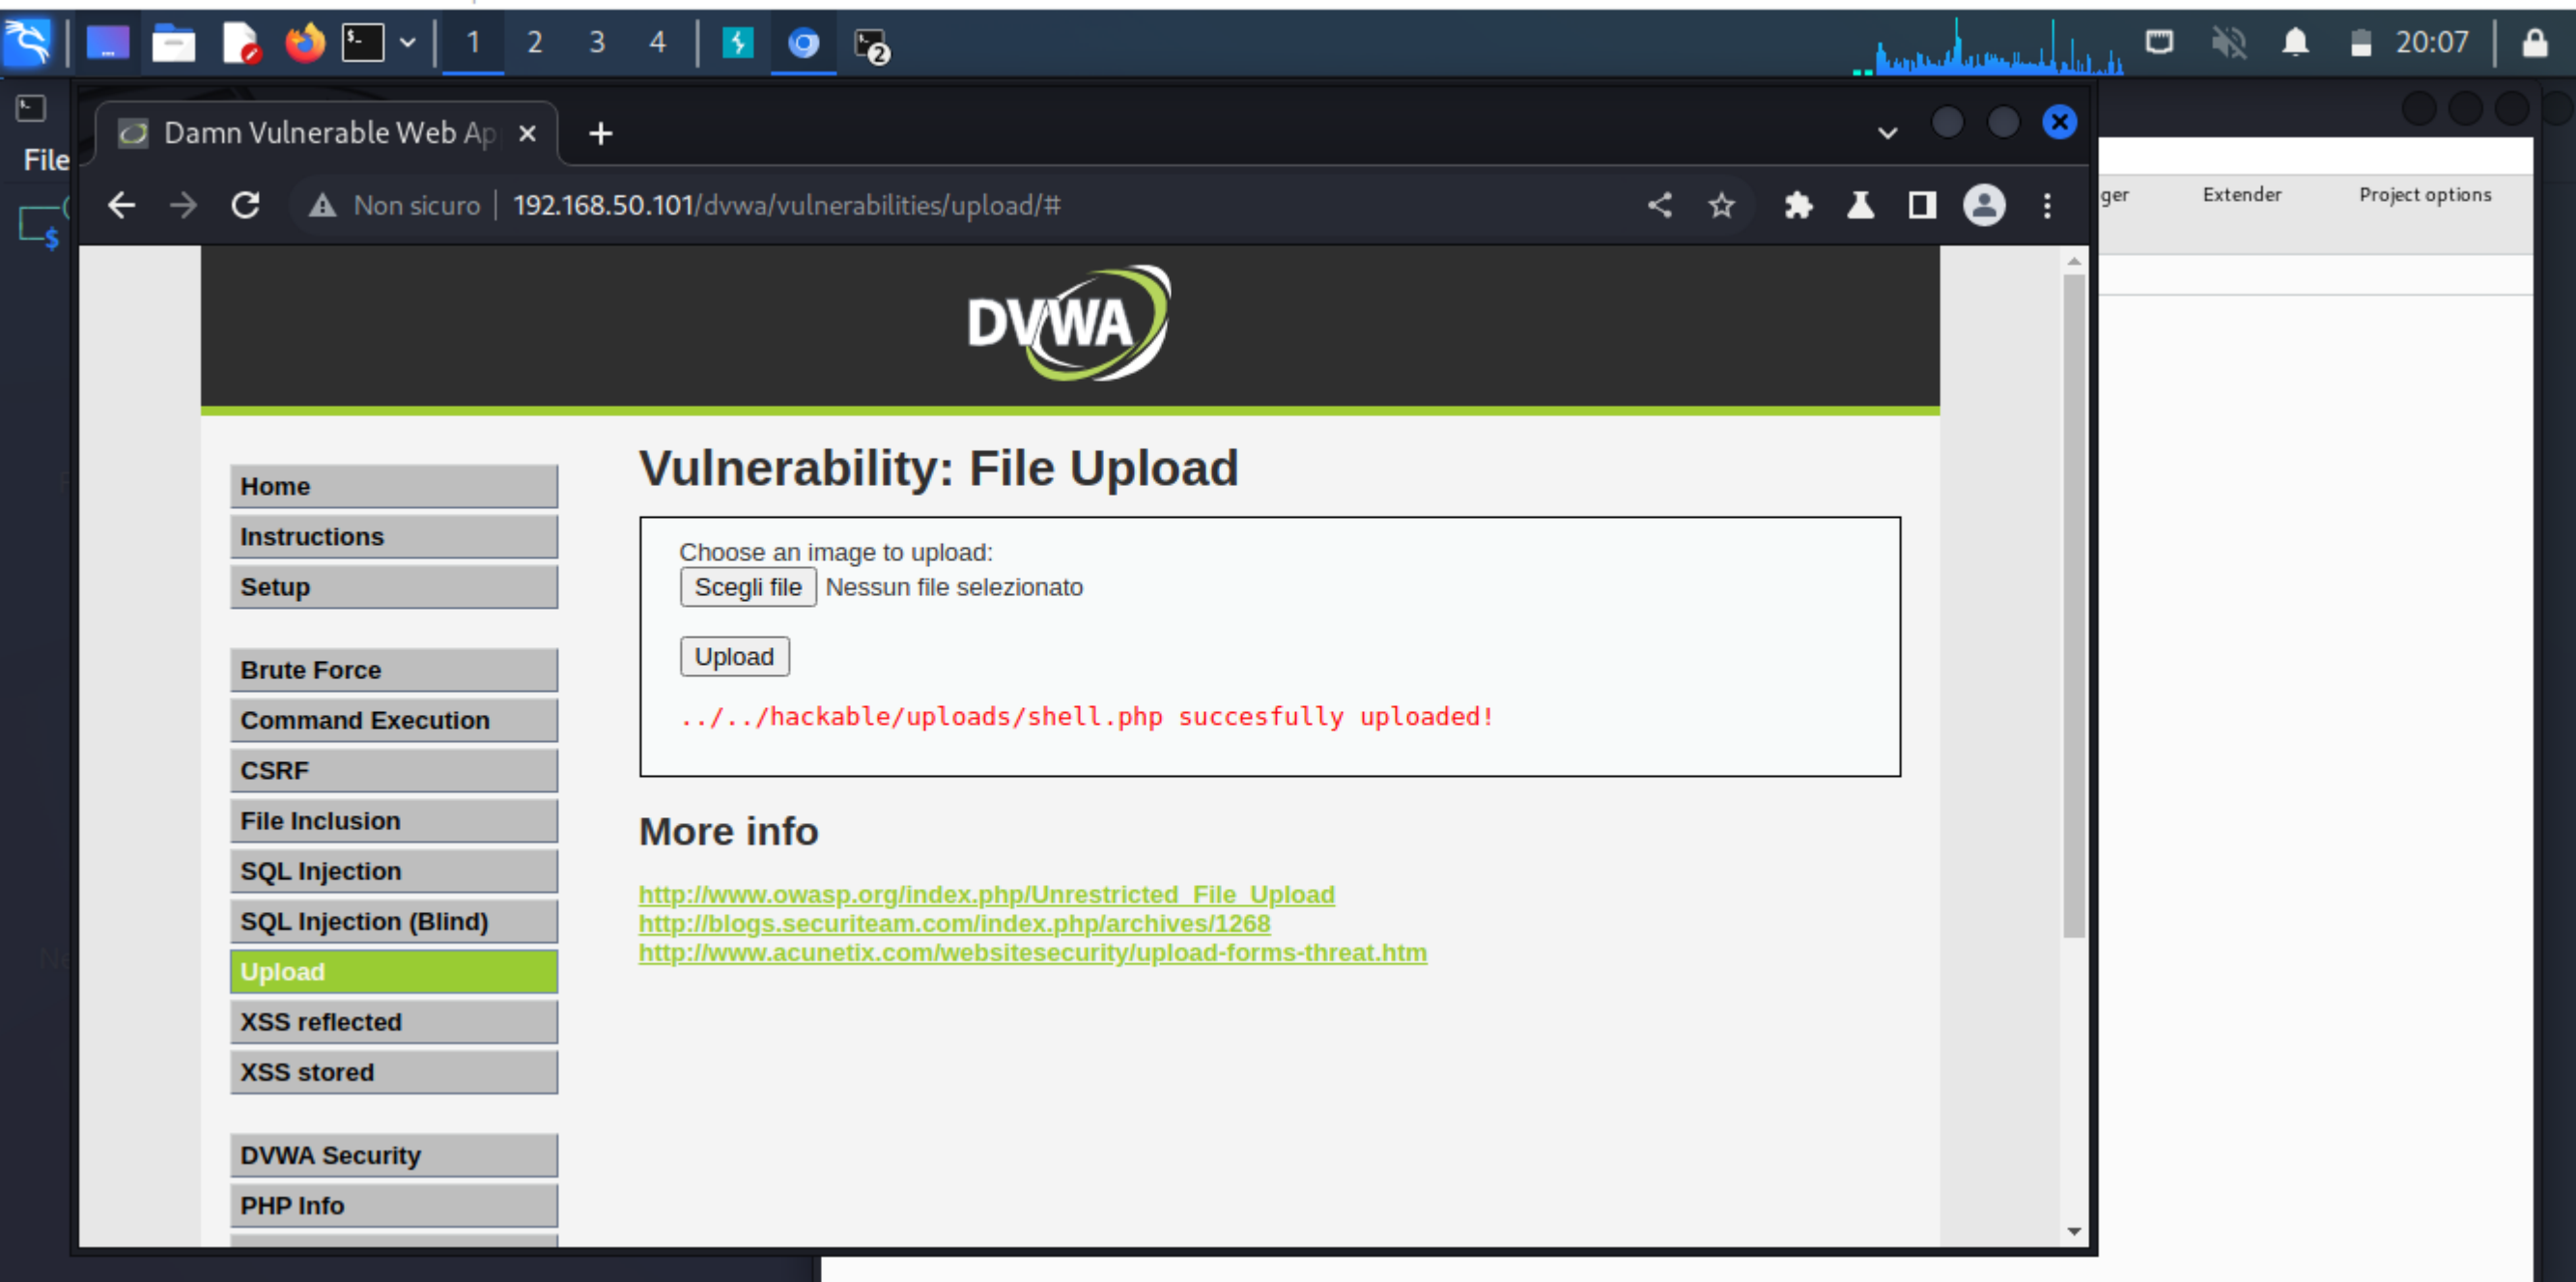 1 2 3 4 2 20:07
Damn Vulnerable Web Ap
File
Non sicuro 192.168.50.101/dvwa/vulnerabilities/upload/#
ger Extender Project options
$
DVWA
Vulnerability: File Upload
Home
Instructions
Setup
Brute Force
Command Execution
CSRF
File Inclusion
SQL Injection
SQL Injection (Blind)
Upload
XSS reflected
XSS stored
DVWA Security
PHP Info
Choose an image to upload:
Scegli file Nessun file selezionato
Upload
../../hackable/uploads/shell.php succesfully uploaded!
More info
http://www.owasp.org/index.php/Unrestricted_File_Upload
http://blogs.securiteam.com/index.php/archives/1268
http://www.acunetix.com/websitesecurity/upload-forms-threat.htm